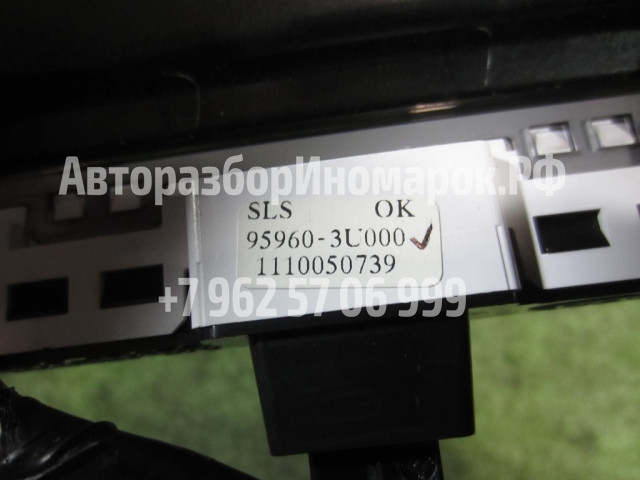 АвторазборИномарок.РФ
SLS OK
95960-3U000
1110050739
+7 962 57 06 999